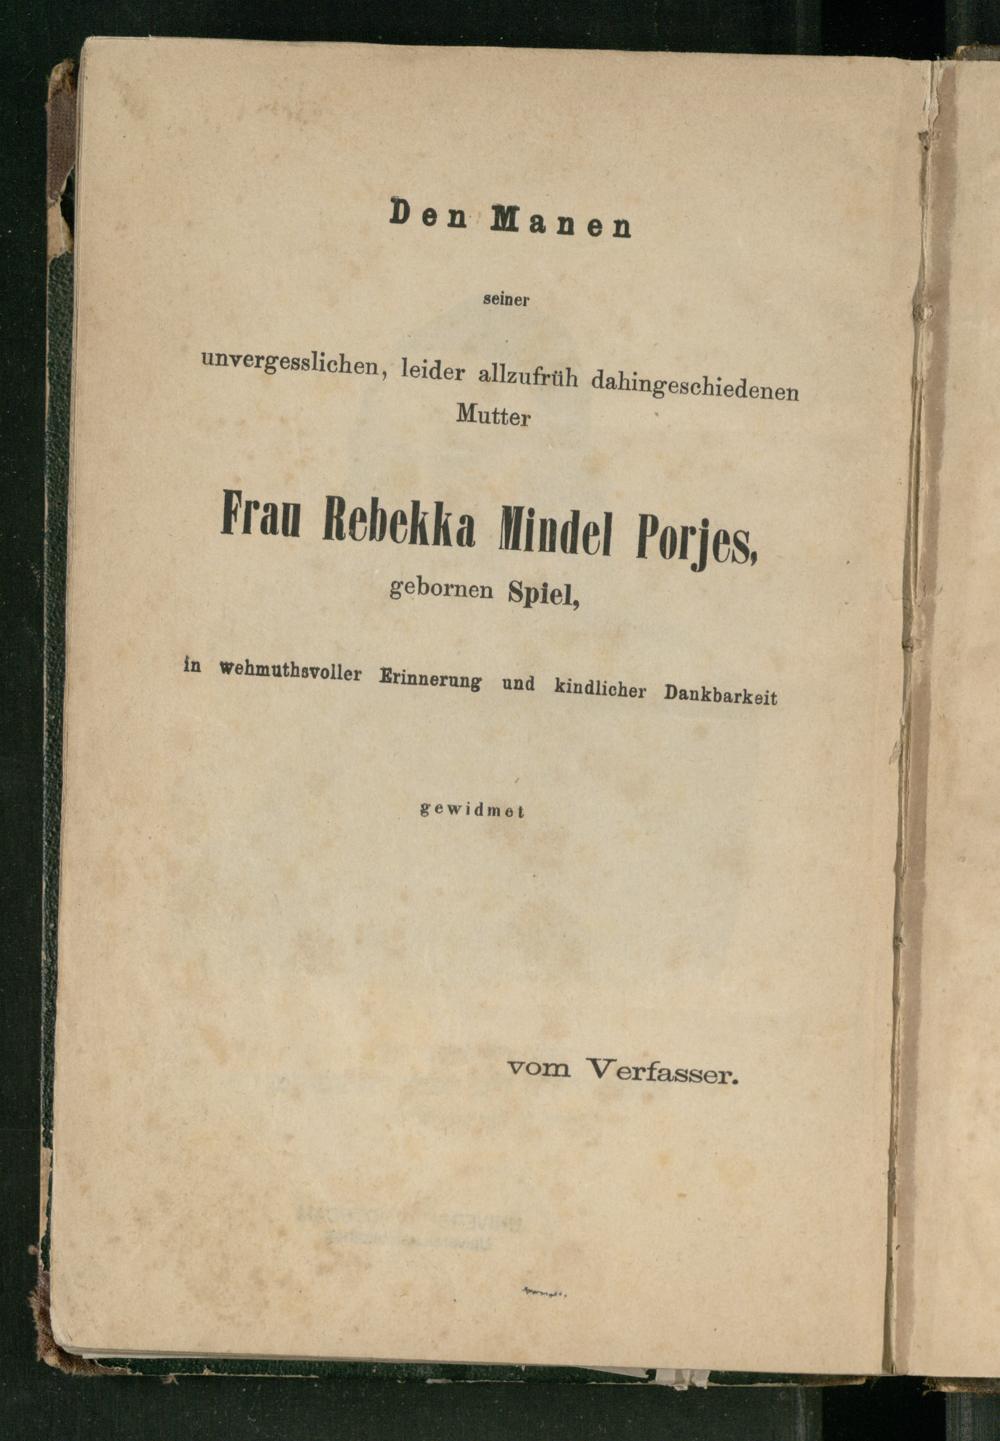 Den Manen
seiner
unvergesslichen, leider allzufrüh dahingeschiedenen
Mutter
Frau Rebekka Mindel Porjes,
gebornen Spiel,
in wehmuthsvoller Erinnerung und kindlicher Dankbarkeit
gewidmet
vom Verfasser.